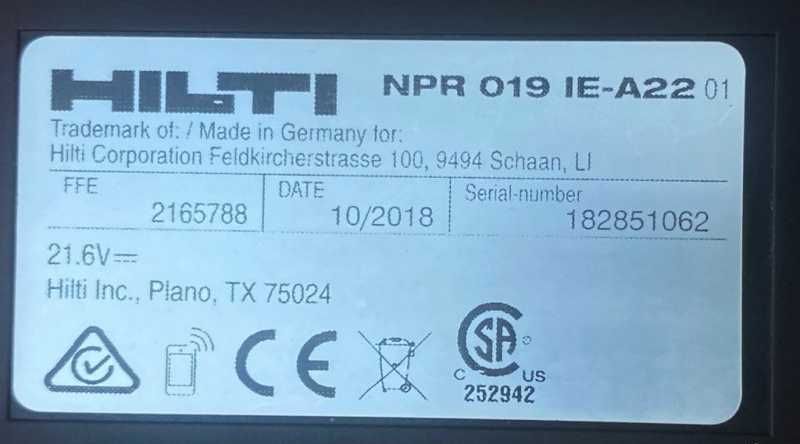 HILTI NPR 019 IE-A22 01
Trademark of: / Made in Germany for:
Hilti Corporation Feldkircherstrasse 100, 9494 Schaan, LI
FFE DATE Serial-number
2165788 10/2018 182851062
21.6V
Hilti Inc., Plano, TX 75024
CE
SA
C US
252942